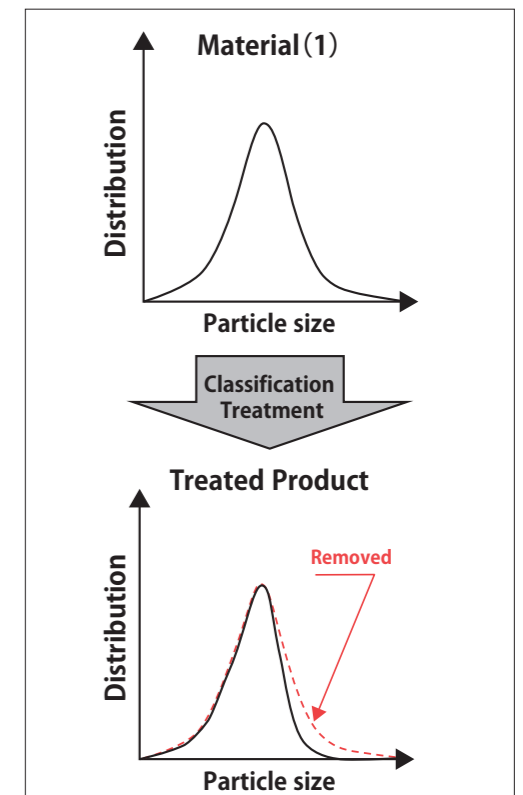 Material（1）
Distribution
Particle size
Classification
Treatment
Treated Product
Removed
Distribution
Particle size